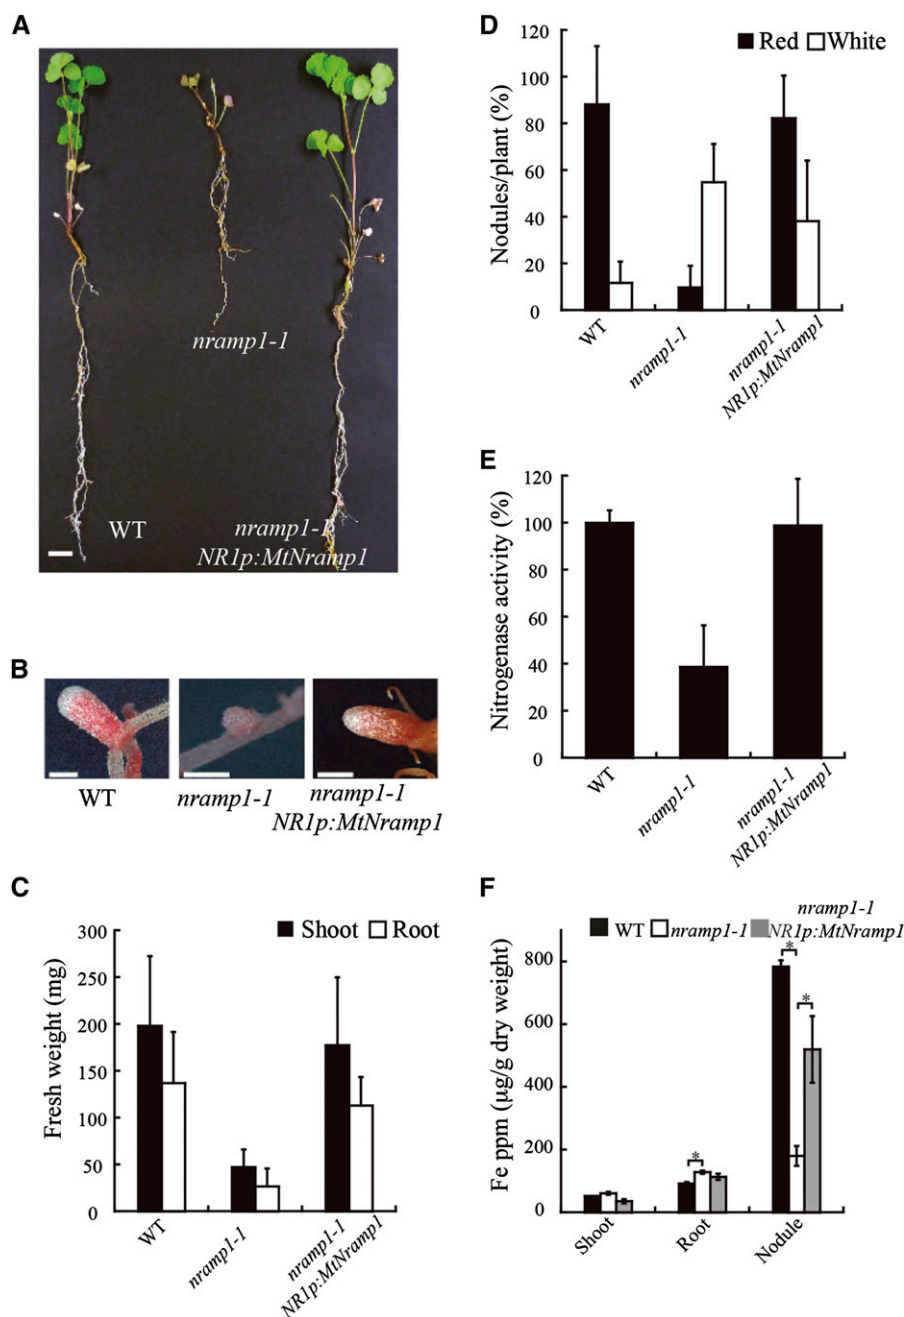 A
nramp1-1
WT
nramp1-1
NR1p:MtNramp1
B
WT
nramp1-1
nramp1-1
NR1p:MtNramp1
C
Shoot Root
Fresh weight (mg)
300
250
200
150
100
50
0
WT
nramp1-1
nramp1-1
NR1p:MtNramp1
D
Red White
Nodules/plant (%)
120
100
80
60
40
20
0
WT
nramp1-1
nramp1-1
NR1p:MtNramp1
E
Nitrogenase activity (%)
120
100
80
60
40
20
0
WT
nramp1-1
nramp1-1
NR1p:MtNramp1
F
nramp1-1
WT nramp1-1 NR1p:MtNramp1
Fe ppm (µg/g dry weight)
800
600
400
200
0
*
*
*
Shoot
Root
Nodule